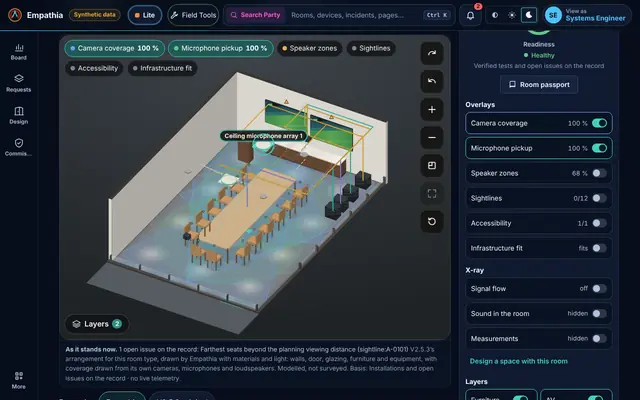 Empathia
Synthetic data
Lite
Field Tools
Search Party
Rooms, devices, incidents, pages...
Ctrl K
2
SE
View as
Systems Engineer
Board
Requests
Design
Commis...
More
Camera coverage 100 %
Microphone pickup 100 %
Speaker zones
Sightlines
Accessibility
Infrastructure fit
Ceiling microphone array 1
Layers 2
As it stands now. 1 open issue on the record: Farthest seats beyond the planning viewing distance (sightline:A-0101) V2.5.3's
arrangement for this room type, drawn by Empathia with materials and light: walls, door, glazing, furniture and equipment, with
coverage drawn from its own cameras, microphones and loudspeakers. Modelled, not surveyed. Basis: Installations and open
issues on the record · no live telemetry.
Readiness
Healthy
Verified tests and open issues on the record
Room passport
Overlays
Camera coverage 100 %
Microphone pickup 100 %
Speaker zones 68 %
Sightlines 0/12
Accessibility 1/1
Infrastructure fit fits
X-ray
Signal flow off
Sound in the room hidden
Measurements hidden
Design a space with this room
Layers
Furniture
AV